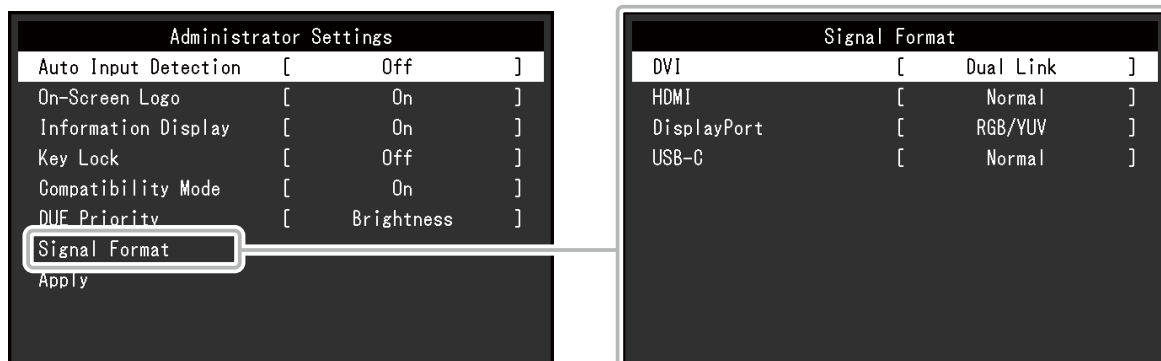 Administrator Settings
Auto Input Detection [ Off ]
On-Screen Logo [ On ]
Information Display [ On ]
Key Lock [ Off ]
Compatibility Mode [ On ]
DUE Priority [ Brightness ]
Signal Format
Apply
Signal Format
DVI [ Dual Link ]
HDMI [ Normal ]
DisplayPort [ RGB/YUV ]
USB-C [ Normal ]